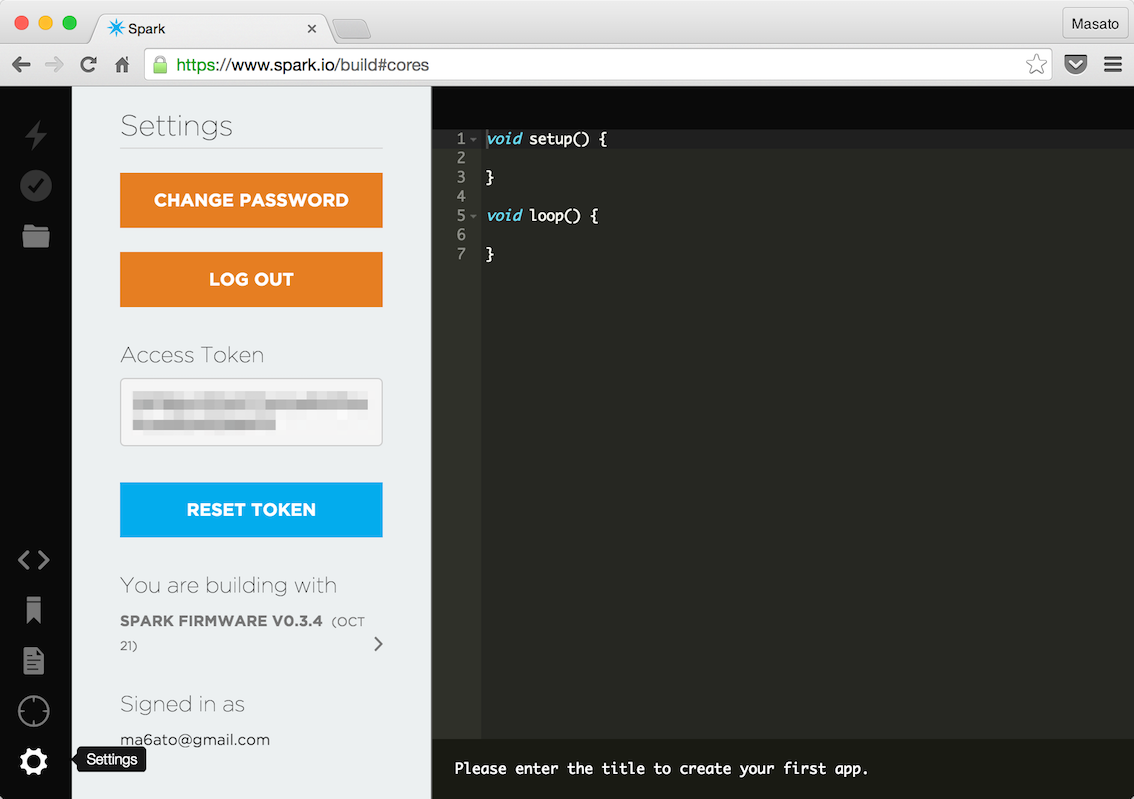 Spark
Masato
https://www.spark.io/build#cores
Settings
CHANGE PASSWORD
LOG OUT
Access Token
RESET TOKEN
You are building with
SPARK FIRMWARE V0.3.4 (OCT
21)
Signed in as
ma6ato@gmail.com
Settings
1 void setup() {
2
3 }
4
5 void loop() {
6
7 }
Please enter the title to create your first app.